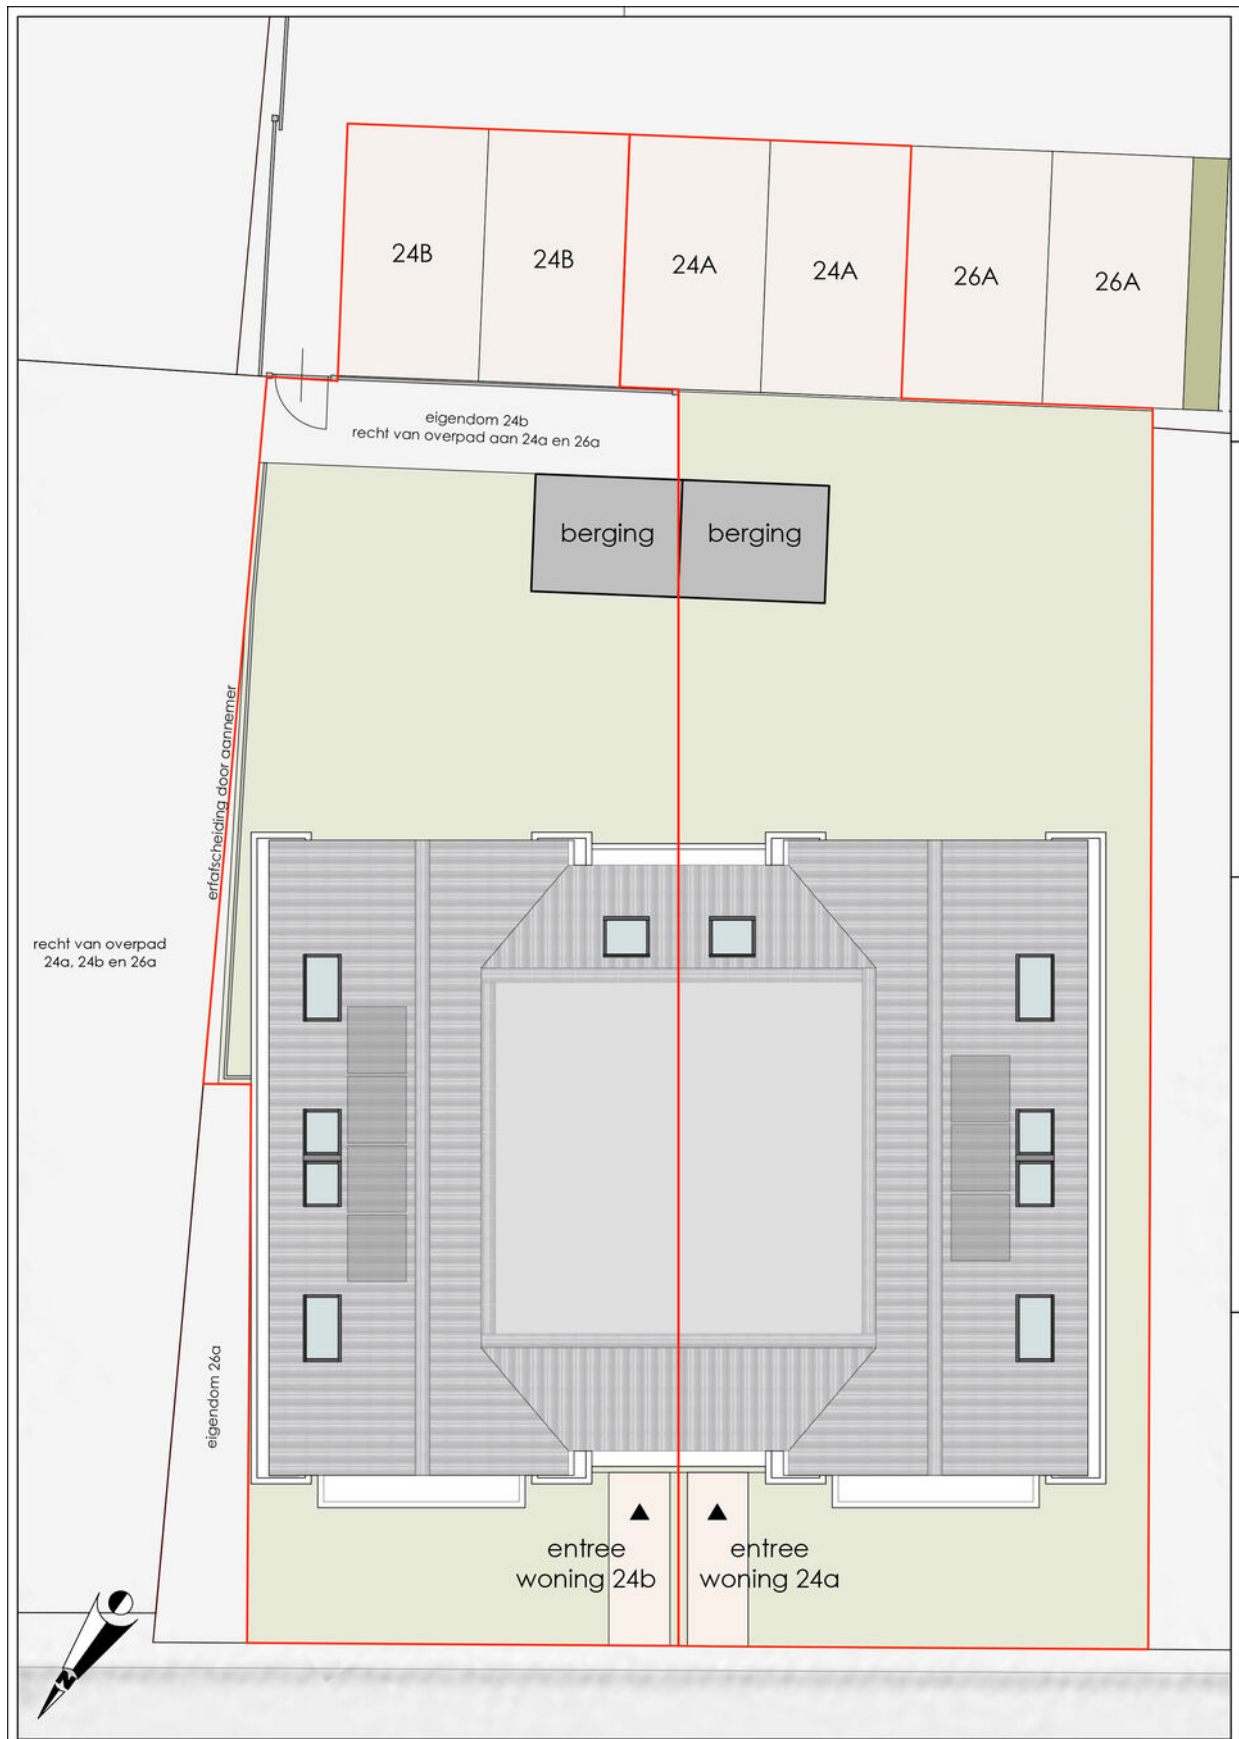 24B
24B
24A
24A
26A
26A
eigendom 24b
recht van overpad aan 24a en 26a
berging
berging
erfafscheiding door aannemer
recht van overpad
24a, 24b en 26a
eigendom 26a
entree
woning 24b
entree
woning 24a
N